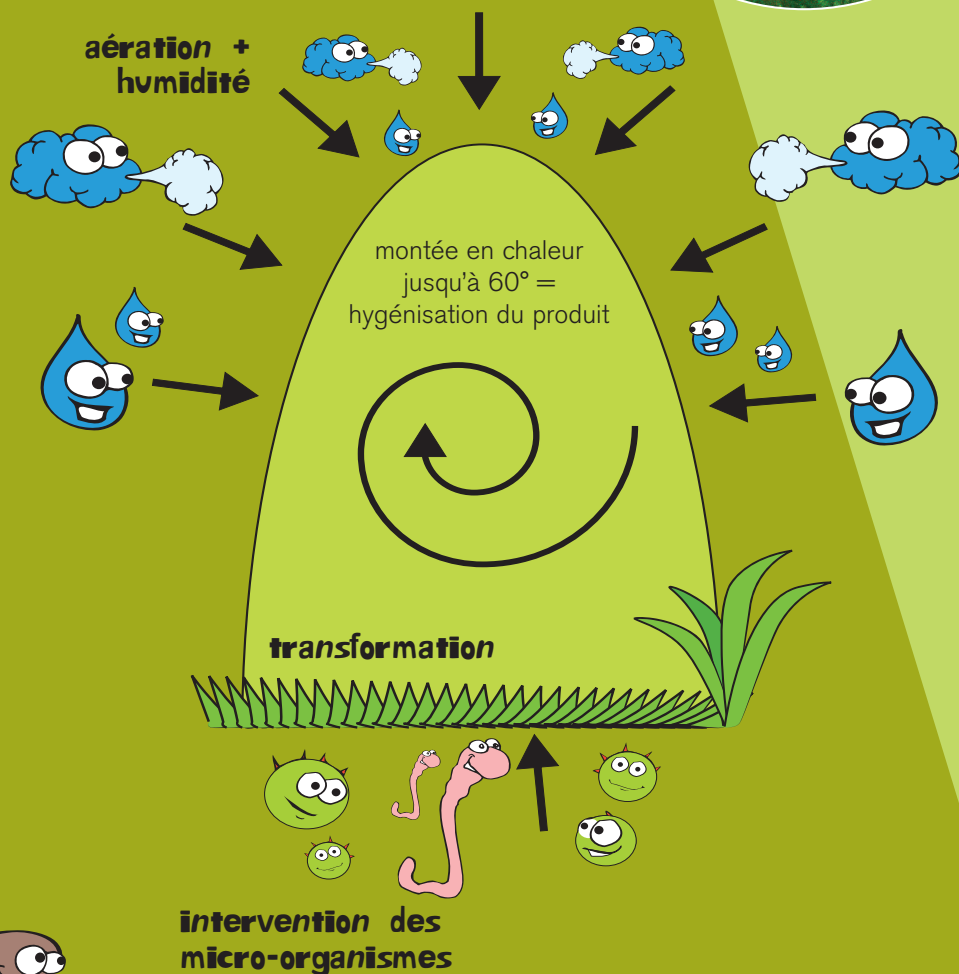 aération +
humidité
montée en chaleur
jusqu'à 60° =
hygénisation du produit
transformation
intervention des
micro-organismes